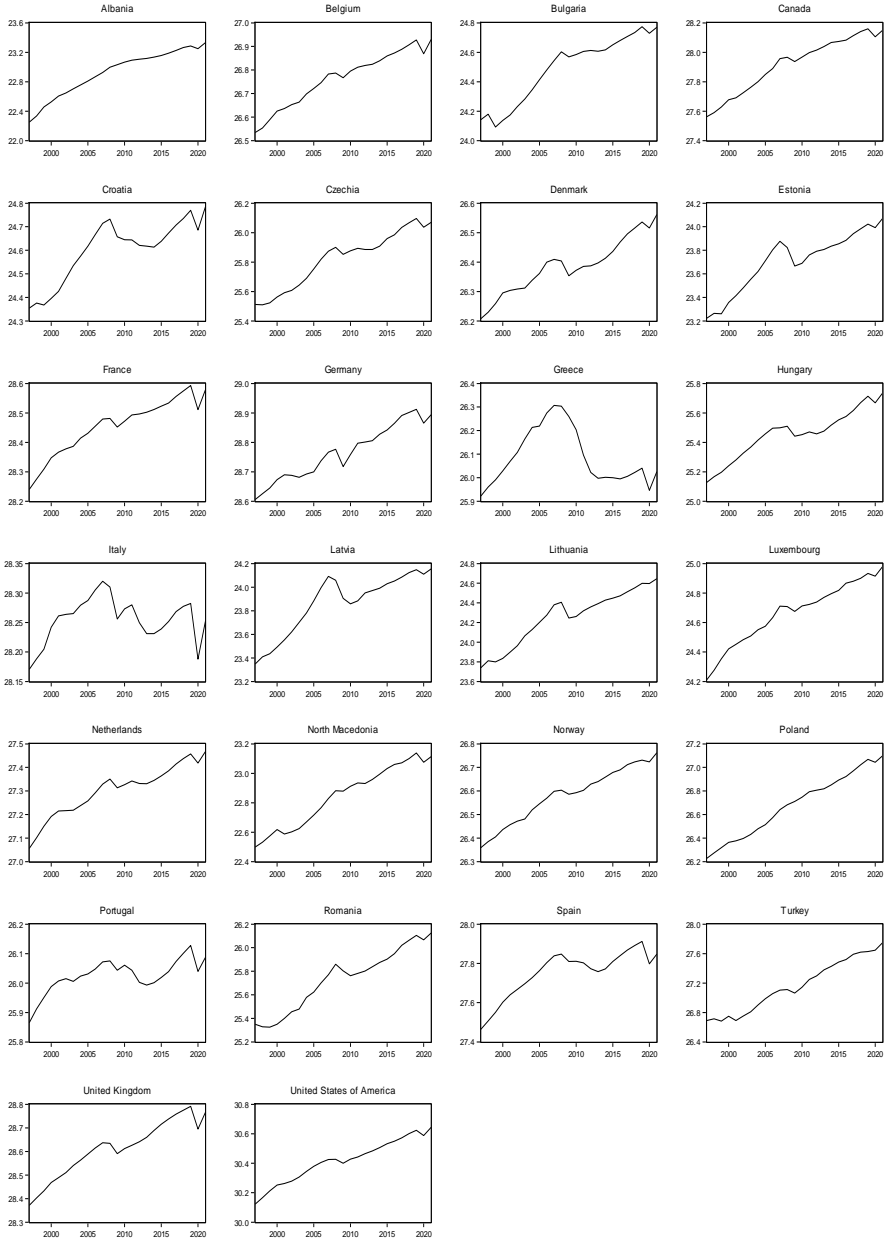 Albania Belgium Bulgaria Canada
23.6 27.0 24.8 28.2
23.2 26.9 24.6 28.0
22.8 26.8 24.4 27.8
22.4 26.7 24.2 27.6
22.0 26.6 24.0 27.4
26.5
2000 2005 2010 2015 2020 2000 2005 2010 2015 2020 2000 2005 2010 2015 2020 2000 2005 2010 2015 2020
Croatia Czechia Denmark Estonia
24.8 26.2 26.6 24.2
24.7 26.0 26.5 24.0
24.6 25.8 26.4 23.8
24.5 25.6 26.3 23.6
24.4 25.4 26.2 23.4
24.3 23.2
2000 2005 2010 2015 2020 2000 2005 2010 2015 2020 2000 2005 2010 2015 2020 2000 2005 2010 2015 2020
France Germany Greece Hungary
28.6 29.0 26.4 25.8
28.5 28.9 26.3 25.6
28.4 28.8 26.2 25.4
28.3 28.7 26.1 25.2
28.2 28.6 26.0 25.0
25.9
2000 2005 2010 2015 2020 2000 2005 2010 2015 2020 2000 2005 2010 2015 2020 2000 2005 2010 2015 2020
Italy Latvia Lithuania Luxembourg
28.35 24.2 24.8 25.0
28.30 24.0 24.6 24.8
28.25 23.8 24.4 24.6
28.20 23.6 24.2 24.4
28.15 23.4 24.0 24.2
23.2 23.8
23.6
2000 2005 2010 2015 2020 2000 2005 2010 2015 2020 2000 2005 2010 2015 2020 2000 2005 2010 2015 2020
Netherlands North Macedonia Norway Poland
27.5 23.2 26.8 27.2
27.4 23.0 26.7 27.0
27.3 22.8 26.6 26.8
27.2 22.6 26.5 26.6
27.1 22.4 26.4 26.4
27.0 26.3 26.2
2000 2005 2010 2015 2020 2000 2005 2010 2015 2020 2000 2005 2010 2015 2020 2000 2005 2010 2015 2020
Portugal Romania Spain Turkey
26.2 26.2 28.0 28.0
26.1 26.0 27.8 27.6
26.0 25.8 27.6 27.2
25.9 25.6 27.4 26.8
25.8 25.4 26.4
25.2
2000 2005 2010 2015 2020 2000 2005 2010 2015 2020 2000 2005 2010 2015 2020 2000 2005 2010 2015 2020
United Kingdom United States of America
28.8 30.8
28.7 30.6
28.6 30.4
28.5 30.2
28.4 30.0
28.3
2000 2005 2010 2015 2020 2000 2005 2010 2015 2020